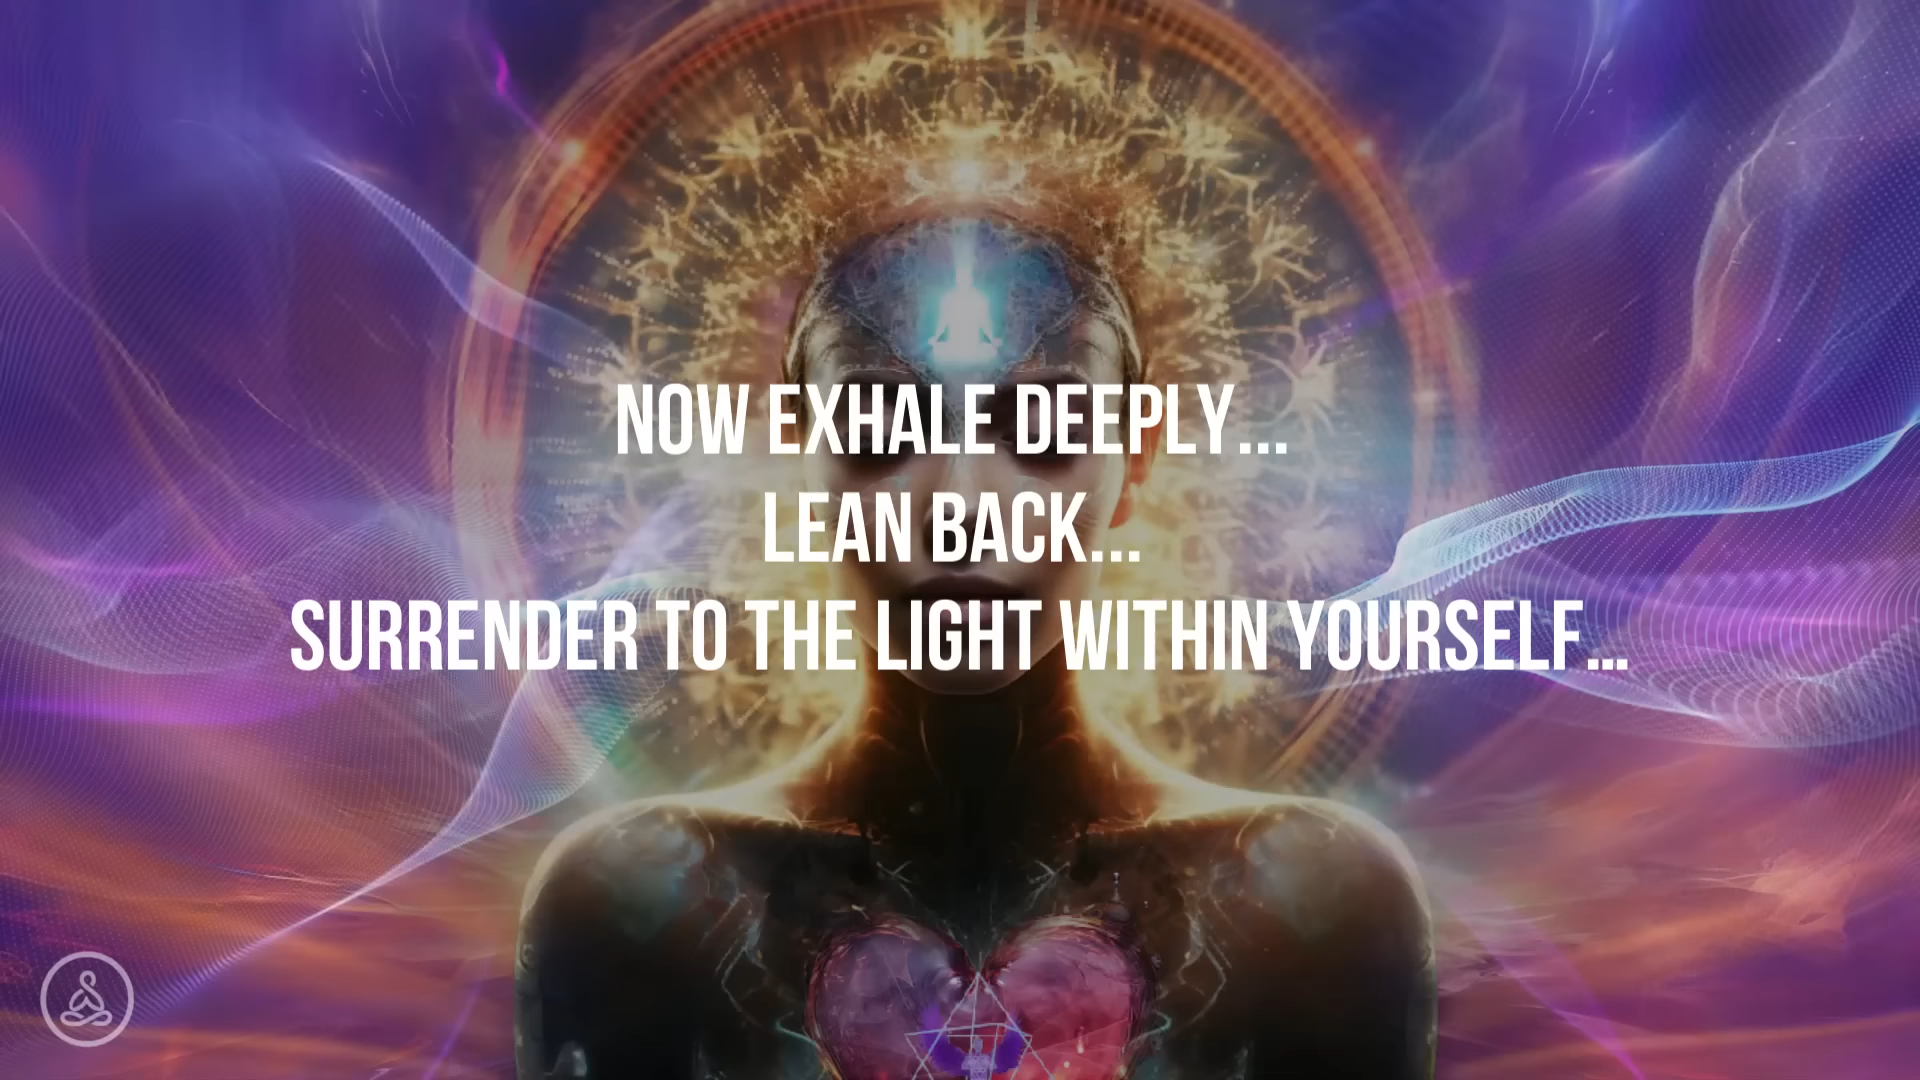 NOW EXHALE DEEPLY...
LEAN BACK...
SURRENDER TO THE LIGHT WITHIN YOURSELF...